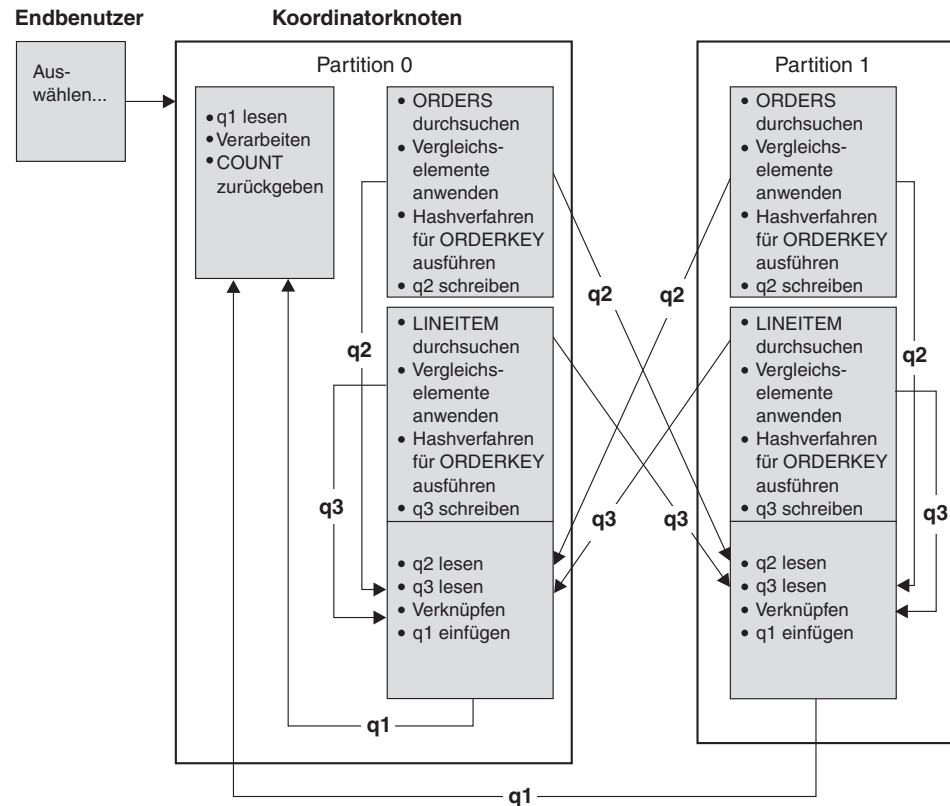 Endbenutzer
Koordinatorknoten
Aus-
wählen...
Partition 0
• q1 lesen
• Verarbeiten
• COUNT
zurückgeben
• ORDERS
durchsuchen
• Vergleichs-
elemente
anwenden
• Hashverfahren
für ORDERKEY
ausführen
• q2 schreiben
• LINEITEM
durchsuchen
• Vergleichs-
elemente
anwenden
• Hashverfahren
für ORDERKEY
ausführen
• q3 schreiben
• q2 lesen
• q3 lesen
• Verknüpfen
• q1 einfügen
q2
q3
q1
q2
q2
q3
q3
Partition 1
• ORDERS
durchsuchen
• Vergleichs-
elemente
anwenden
• Hashverfahren
für ORDERKEY
ausführen
• q2 schreiben
• LINEITEM
durchsuchen
• Vergleichs-
elemente
anwenden
• Hashverfahren
für ORDERKEY
ausführen
• q3 schreiben
• q2 lesen
• q3 lesen
• Verknüpfen
• q1 einfügen
q2
q3
q1